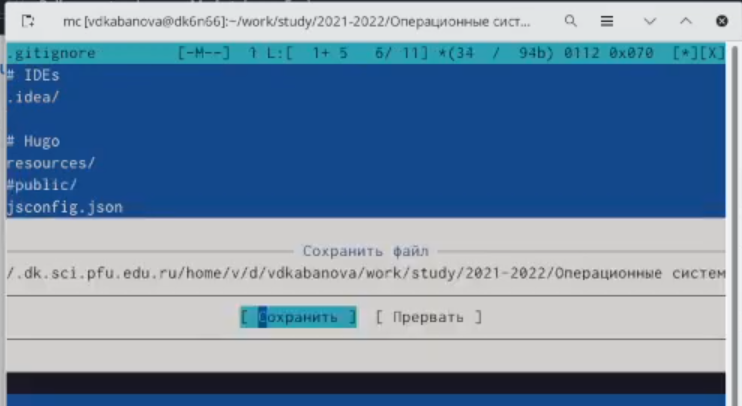 mc [vdkabanova@dk6n66]:~/work/study/2021-2022/Операционные сист...
.gitignore [-M--] 1 L:[ 1+ 5 6/ 11] *(34 / 94b) 0112 0x070 [*][X]
# IDEs
.idea/
# Hugo
resources/
#public/
jsconfig.json
Сохранить файл
/.dk.sci.pfu.edu.ru/home/v/d/vdkabanova/work/study/2021-2022/Операционные систем
[ Сохранить ] [ Прервать ]